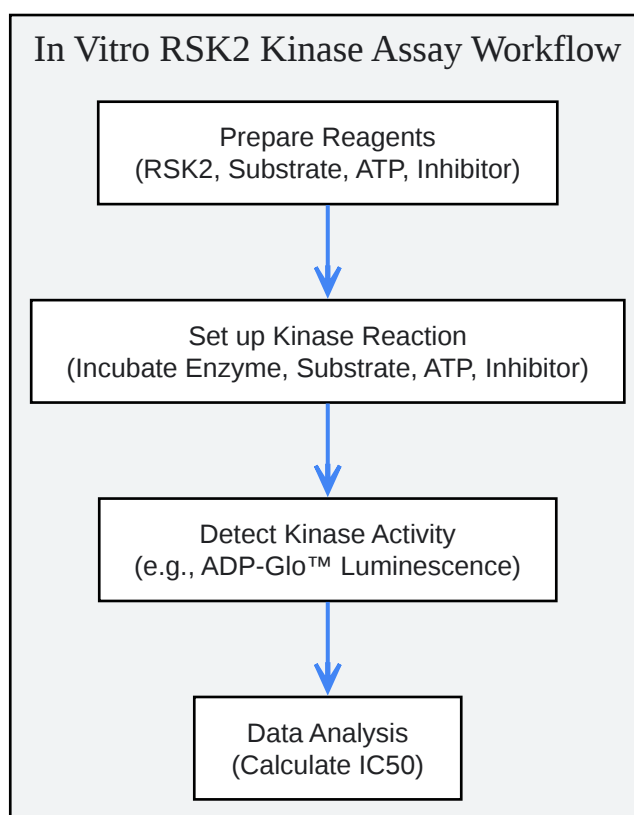 In Vitro RSK2 Kinase Assay Workflow
Prepare Reagents
(RSK2, Substrate, ATP, Inhibitor)
Set up Kinase Reaction
(Incubate Enzyme, Substrate, ATP, Inhibitor)
Detect Kinase Activity
(e.g., ADP-Glo™ Luminescence)
Data Analysis
(Calculate IC50)